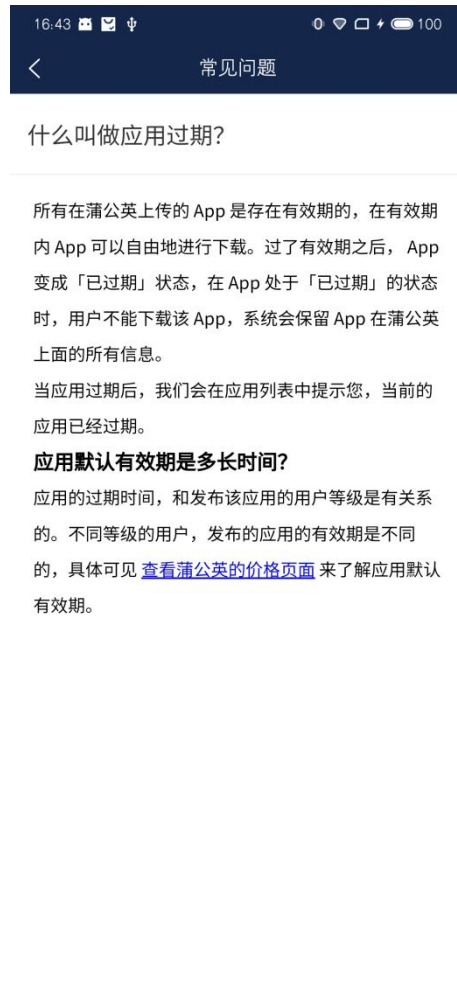 16:43 100
常见问题
什么叫做应用过期？
所有在蒲公英上传的 App 是存在有效期的，在有效期
内 App 可以自由地进行下载。过了有效期之后， App
变成「已过期」状态，在 App 处于「已过期」的状态
时，用户不能下载该 App，系统会保留 App 在蒲公英
上面的所有信息。
当应用过期后，我们会在应用列表中提示您，当前的
应用已经过期。
应用默认有效期是多长时间？
应用的过期时间，和发布该应用的用户等级是有关系
的。不同等级的用户，发布的应用的有效期是不同
的，具体可见 查看蒲公英的价格页面 来了解应用默认
有效期。